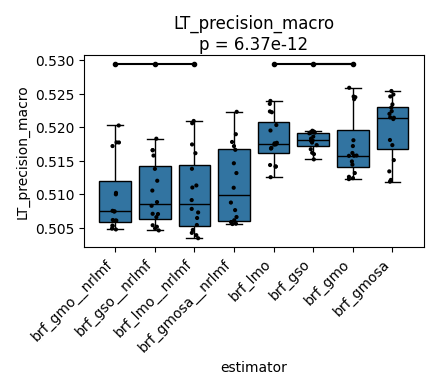 LT_precision_macro
p = 6.37e-12
LT_precision_macro
0.530
0.525
0.520
0.515
0.510
0.505
brf_gmo__nrlmf
brf_gso__nrlmf
brf_lmo__nrlmf
brf_gmosa__nrlmf
brf_lmo
brf_gso
brf_gmo
brf_gmosa
estimator